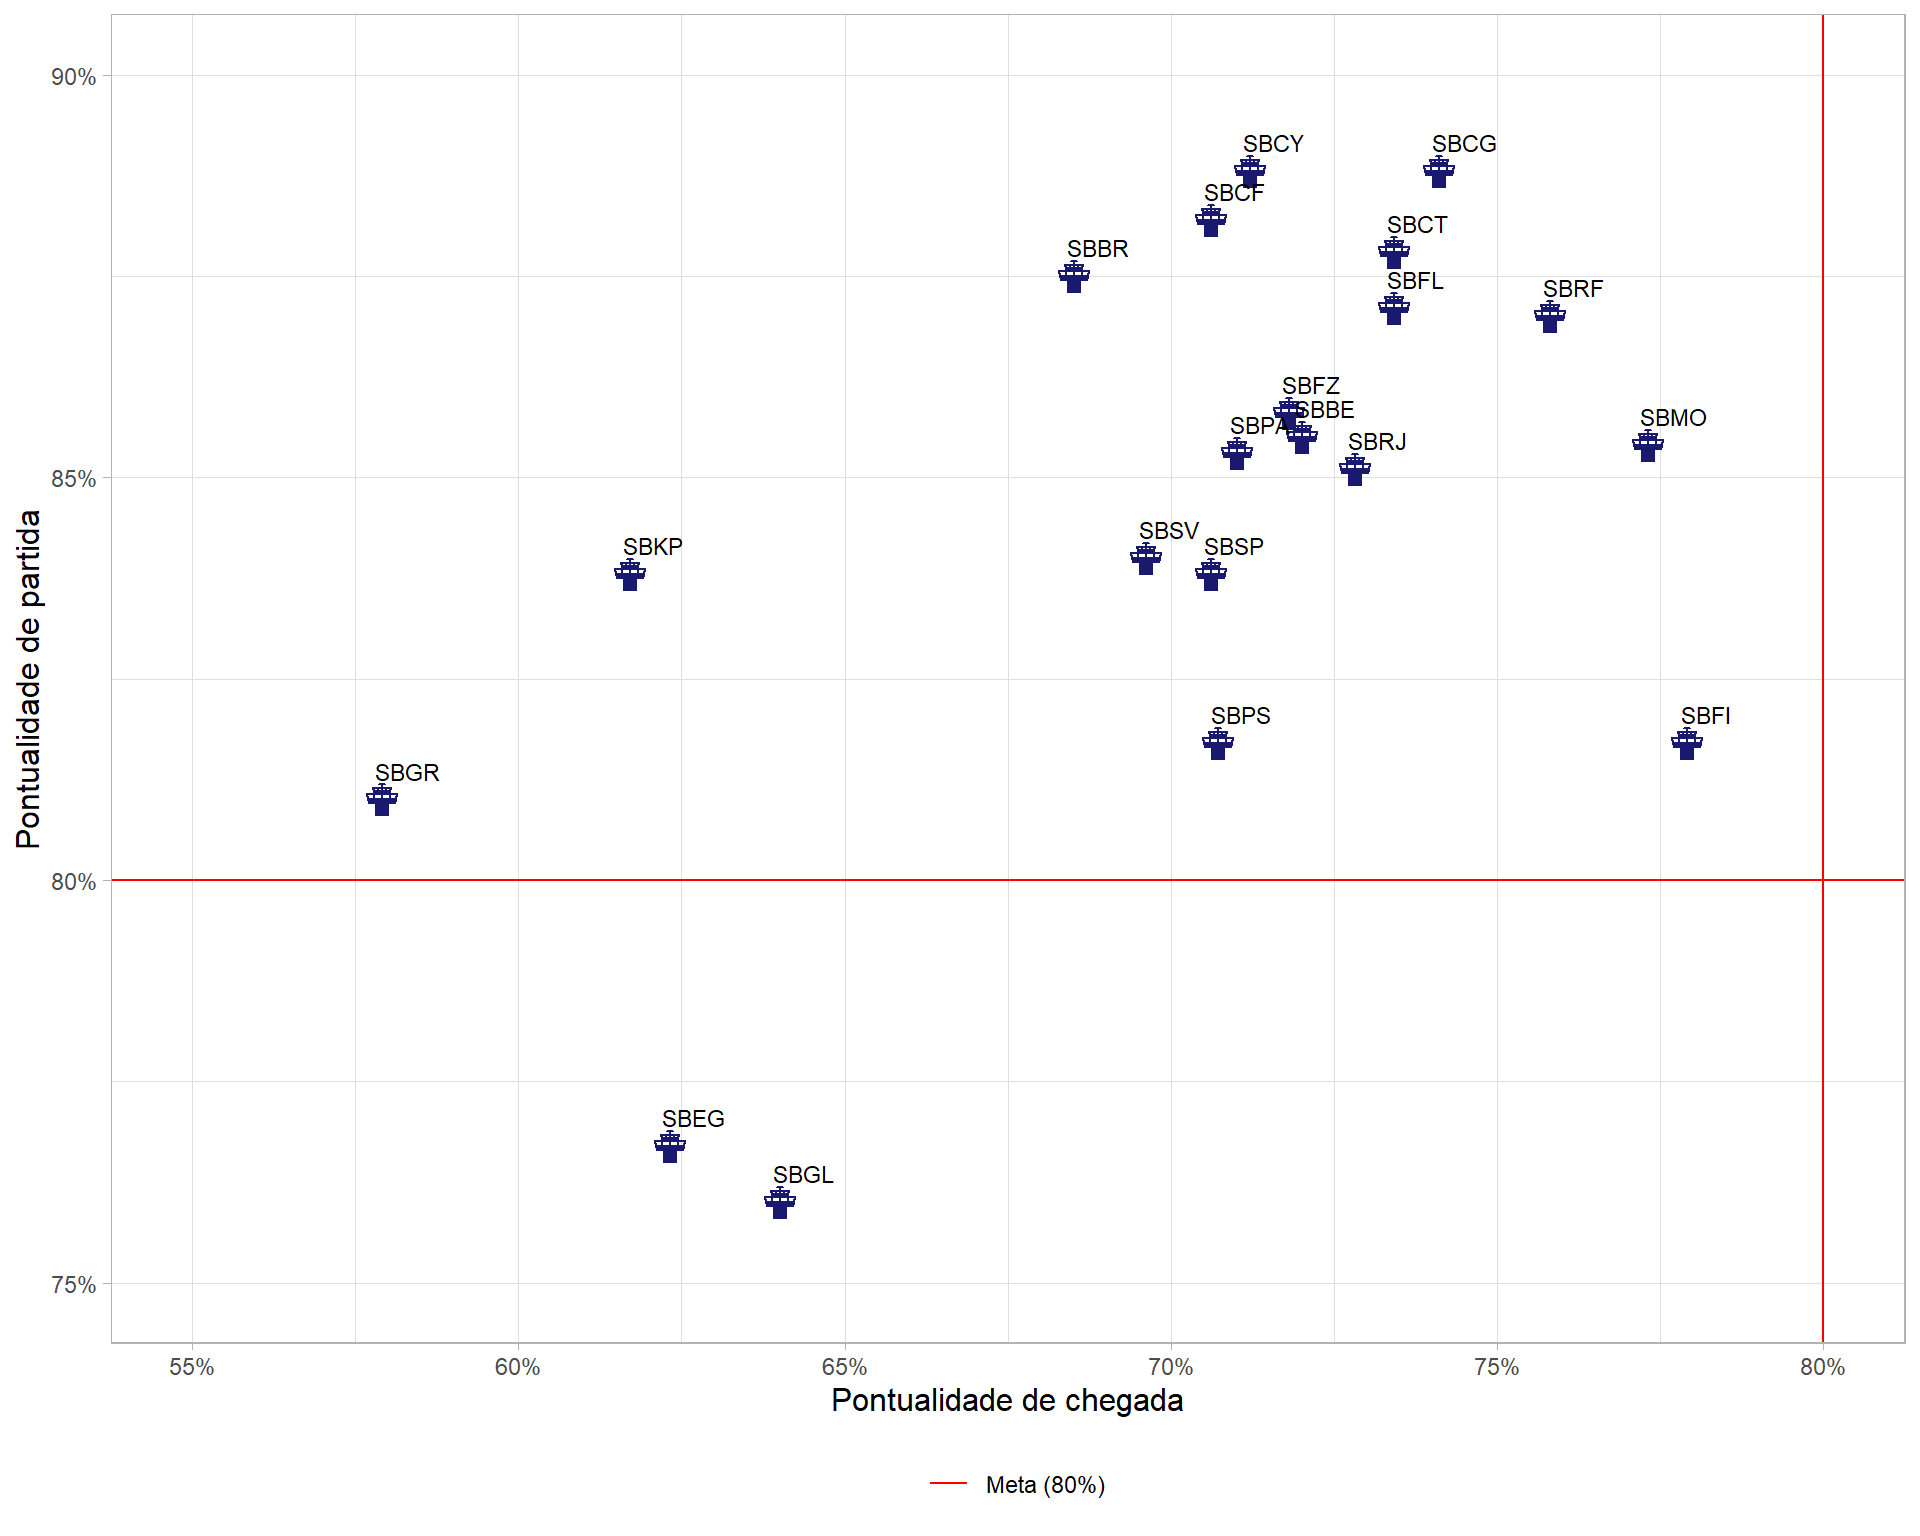 90%
85%
80%
75%
Pontualidade de partida
SBCY
SBCG
SBCF
SBCT
SBBR
SBFL
SBRF
SBFZ
SBBE
SBMO
SBPA
SBRJ
SBSV
SBKP
SBSP
SBPS
SBFI
SBGR
SBEG
SBGL
55%
60%
65%
70%
75%
80%
Pontualidade de chegada
Meta (80%)